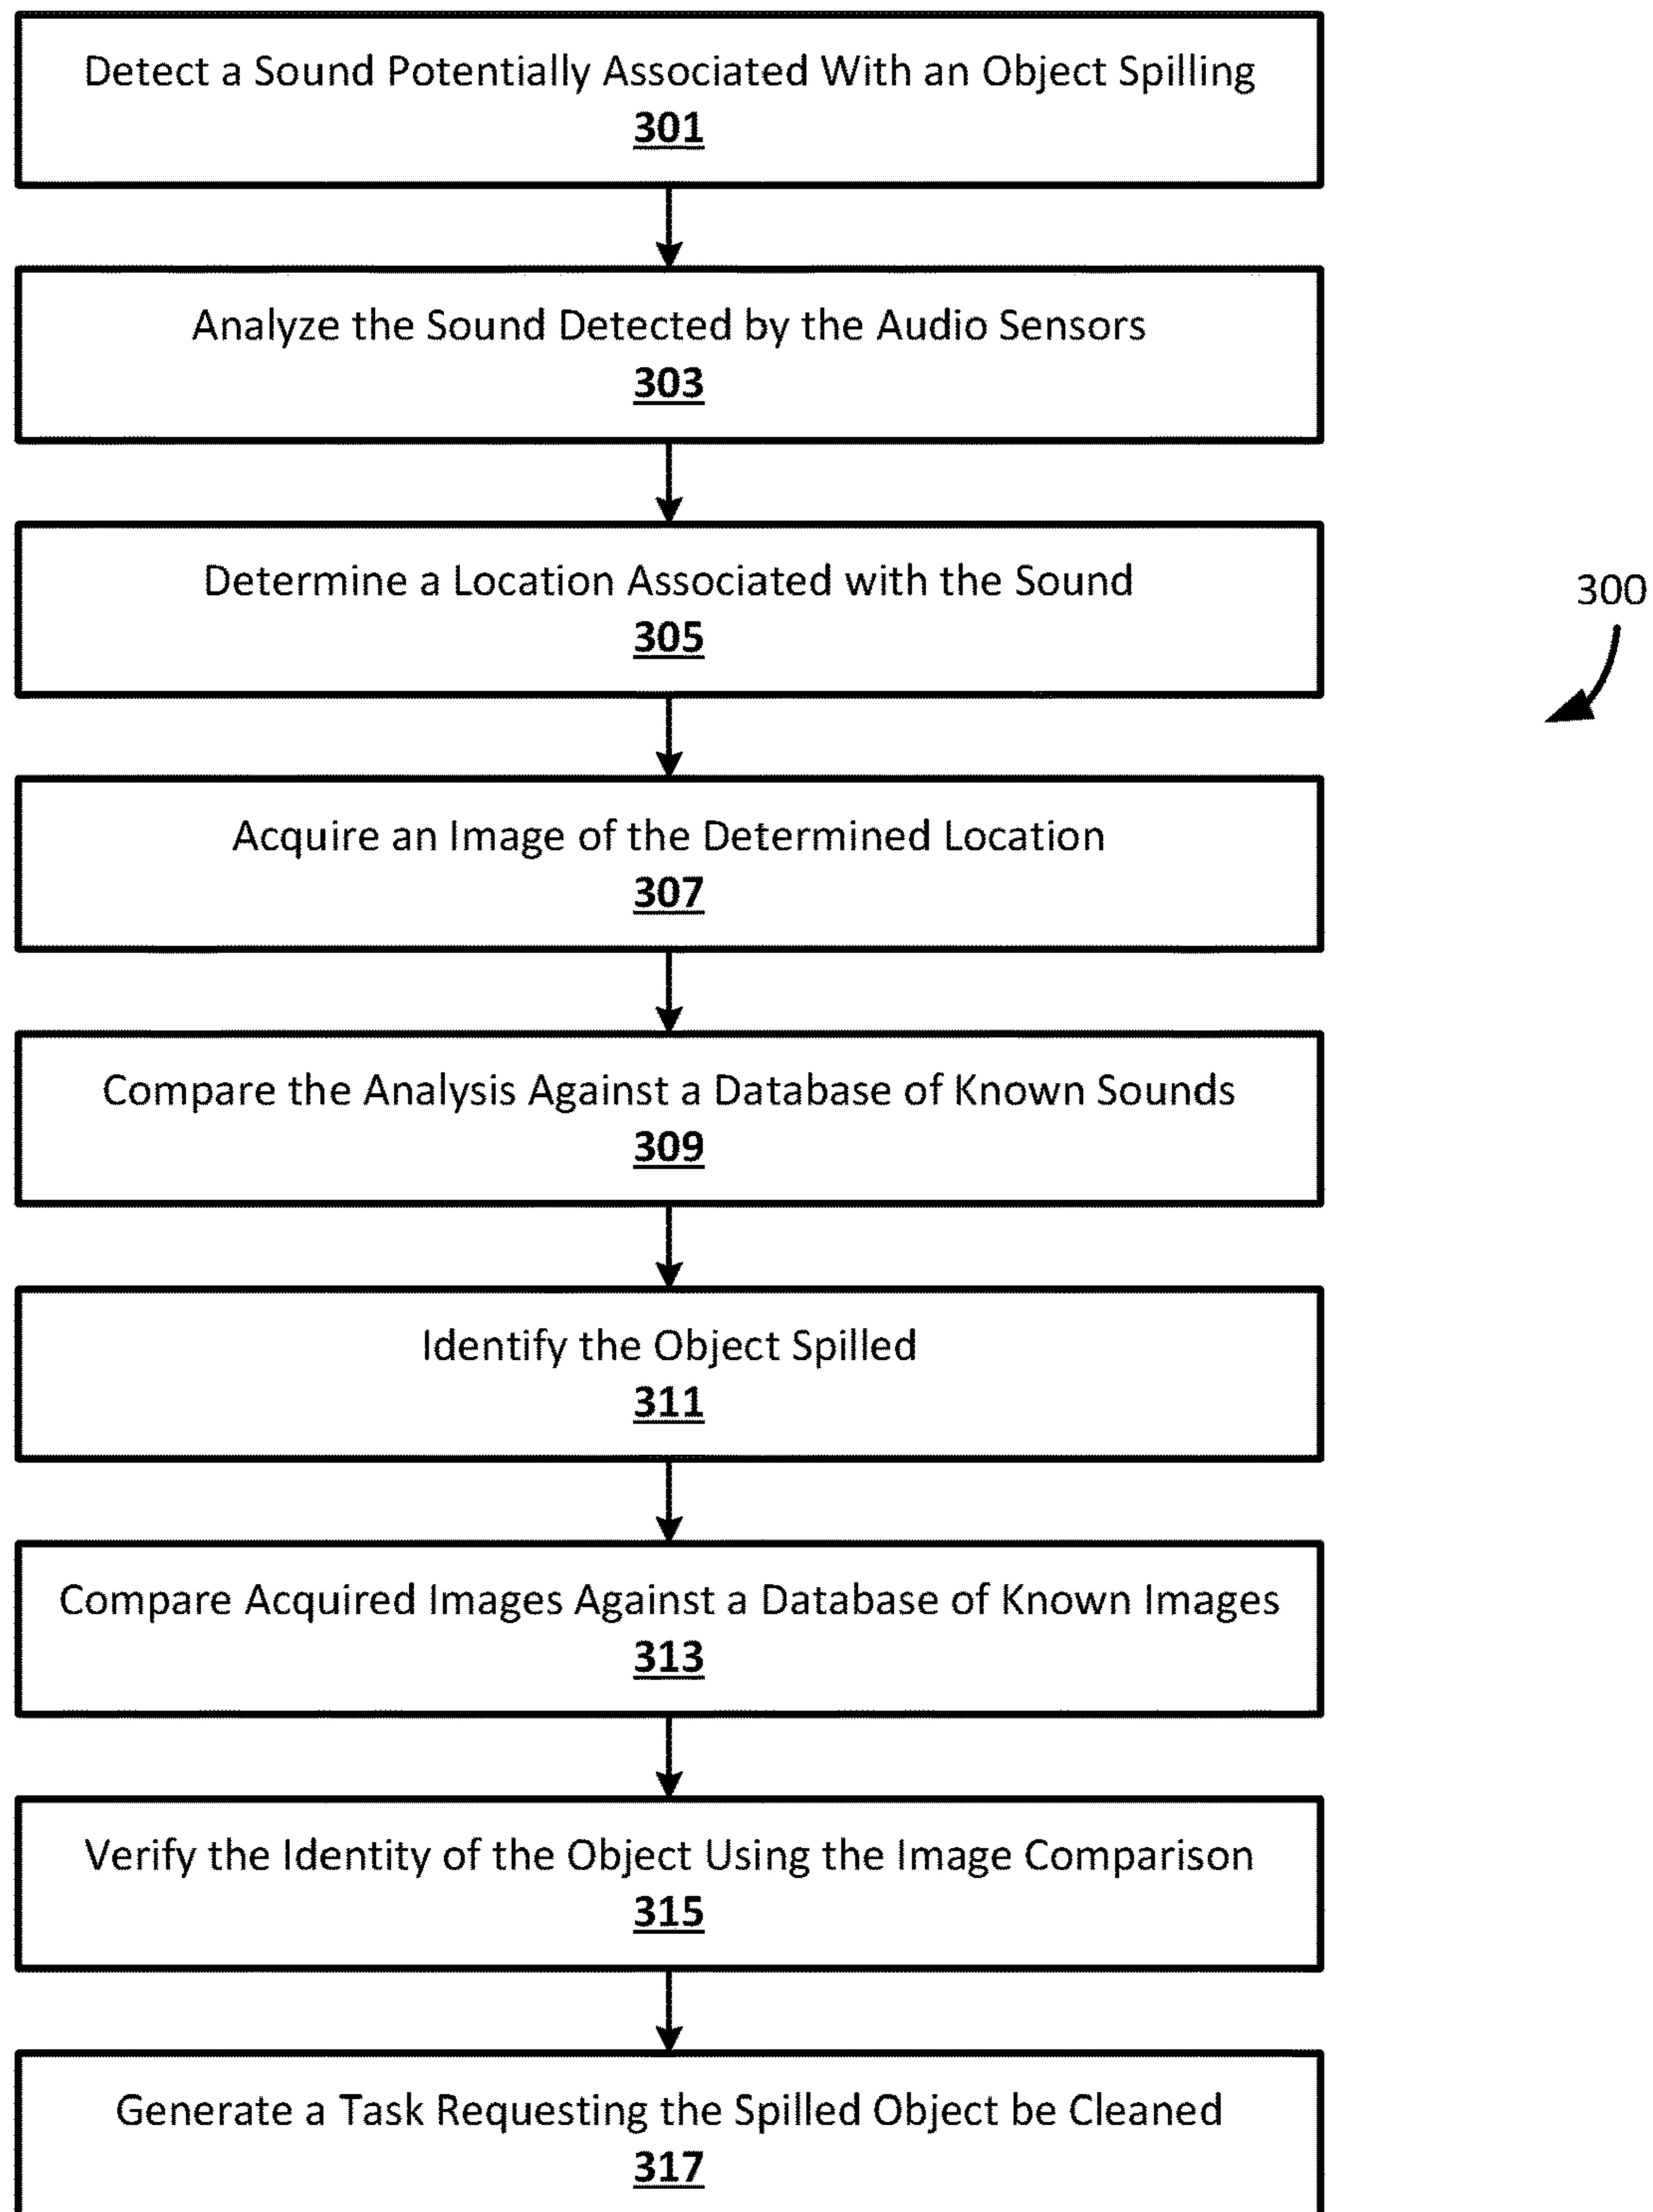 Detect a Sound Potentially Associated With an Object Spilling
301
Analyze the Sound Detected by the Audio Sensors
303
Determine a Location Associated with the Sound
305
300
Acquire an Image of the Determined Location
307
Compare the Analysis Against a Database of Known Sounds
309
Identify the Object Spilled
311
Compare Acquired Images Against a Database of Known Images
313
Verify the Identity of the Object Using the Image Comparison
315
Generate a Task Requesting the Spilled Object be Cleaned
317